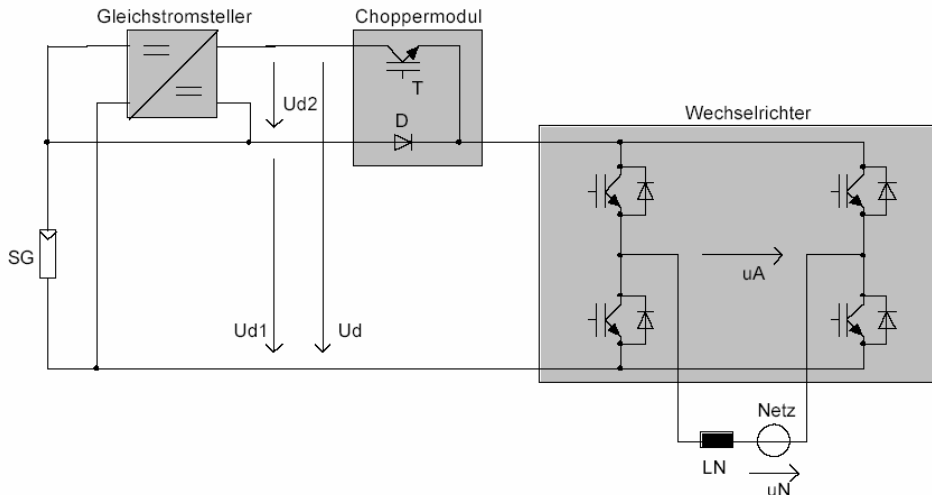 Gleichstromsteller
Choppermodul
T
Ud2
D
Wechselrichter
SG
uA
Ud1
Ud
Netz
LN
uN